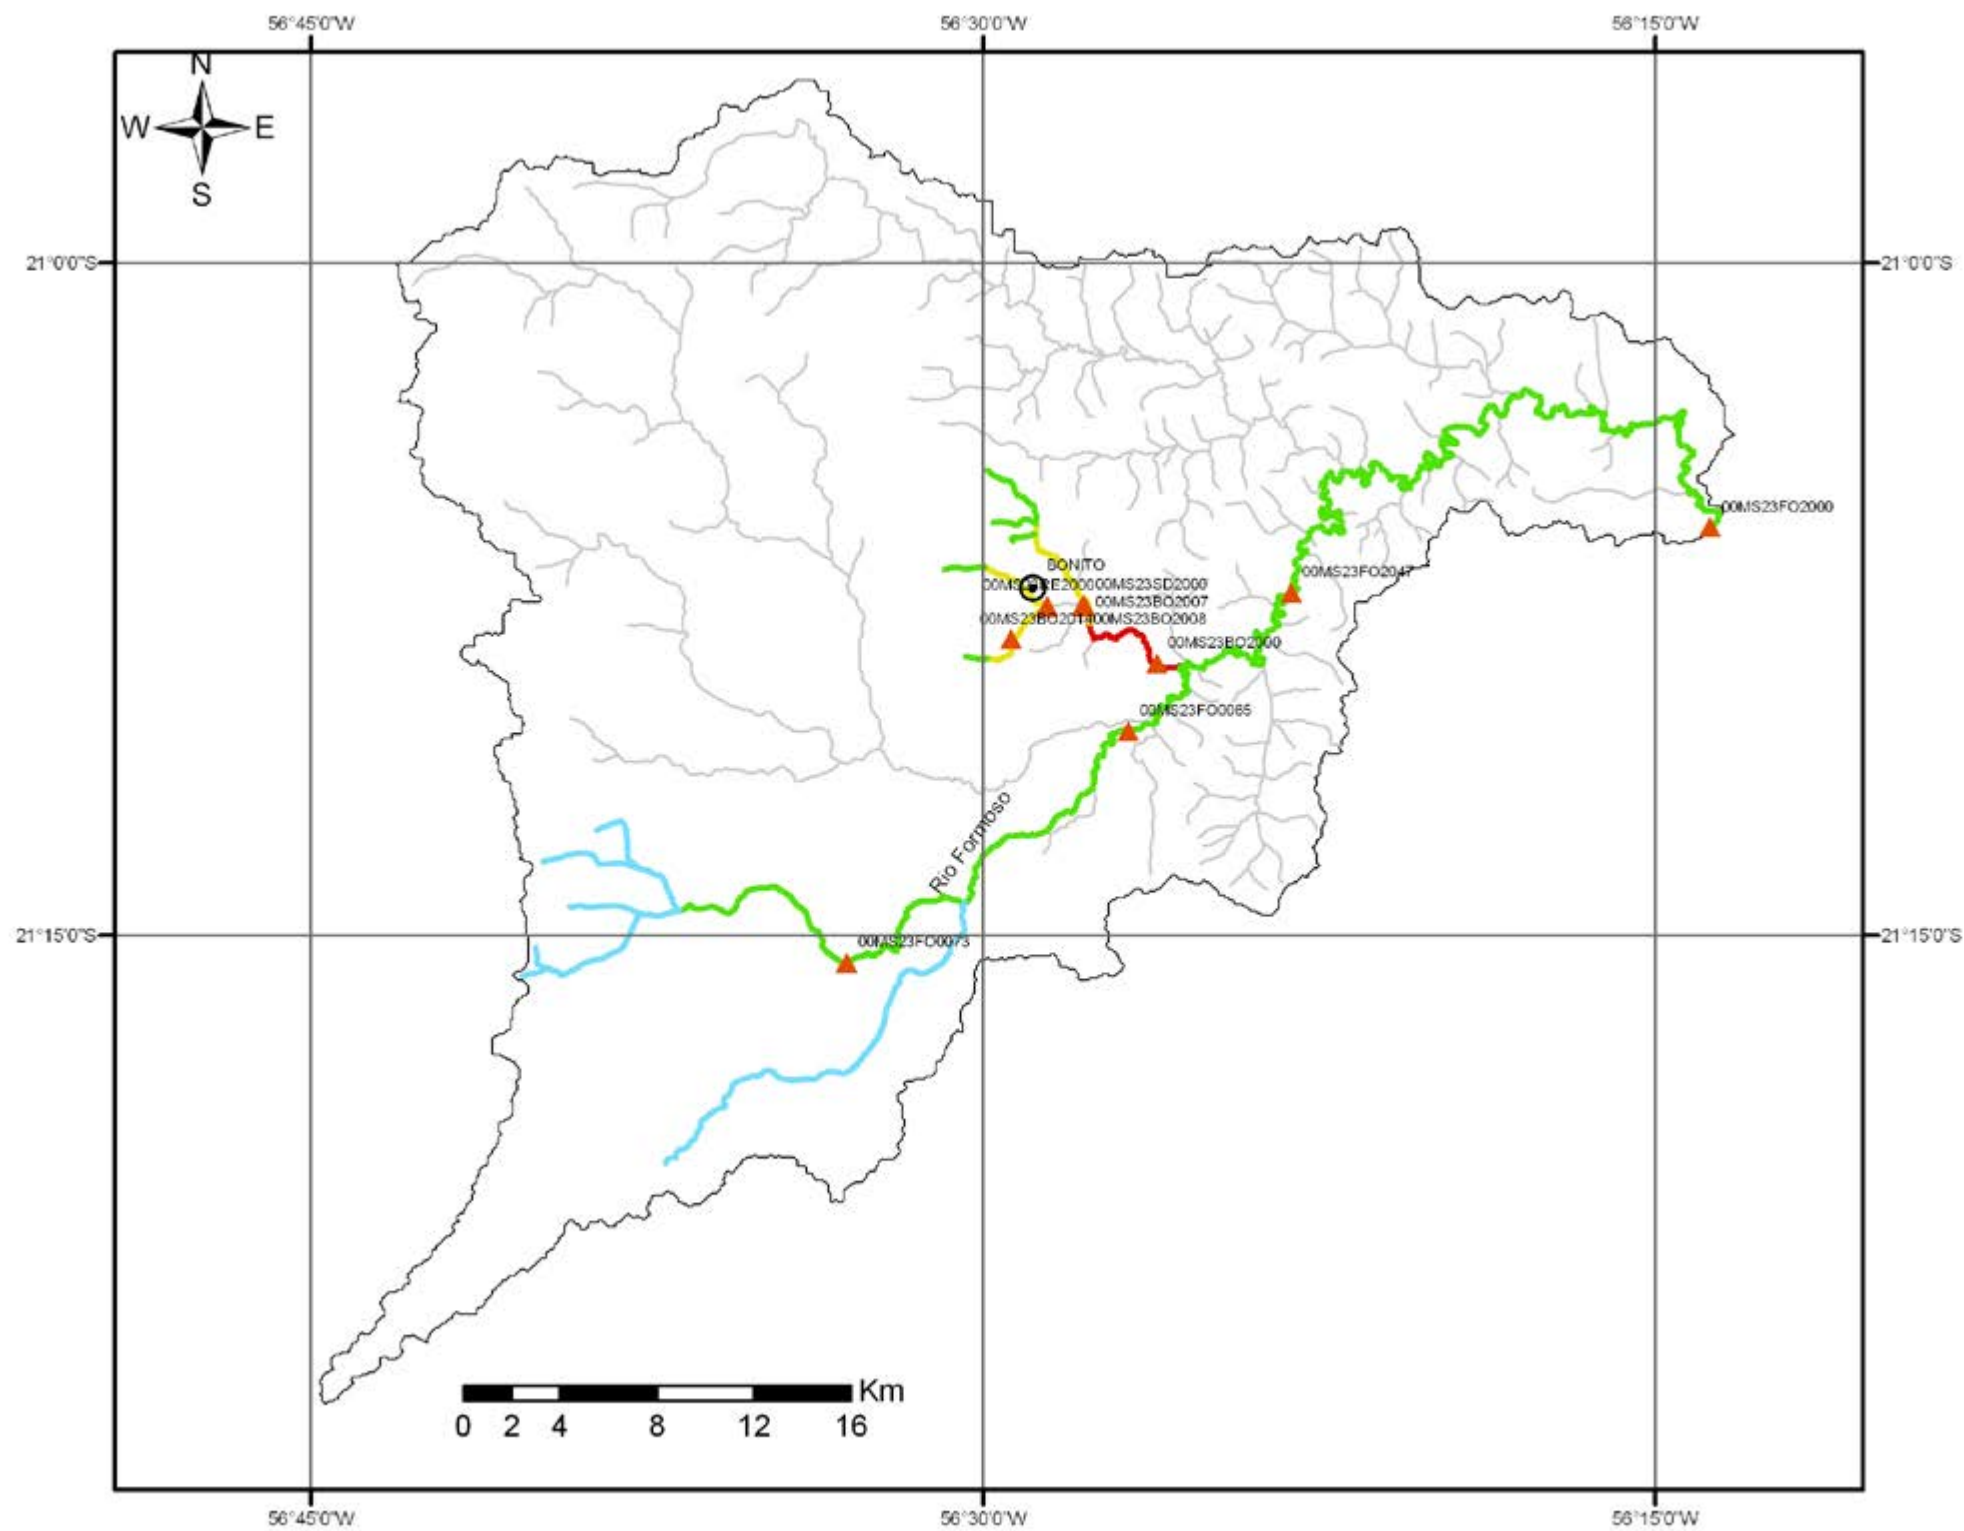 56°45'0"W 56°30'0"W 56°15'0"W
N
W E
S
21°0'0"S 21°0'0"S
00MS23FO2000
BONITO
00MS23FO2047
00MS23SD2000
00MS23BO2007
00MS23BO2014 00MS23BO2008
00MS23BO2000
00MS23FO0065
Rio Formoso
21°15'0"S 21°15'0"S
00MS23FO0073
Km
0 2 4 8 12 16
56°45'0"W 56°30'0"W 56°15'0"W